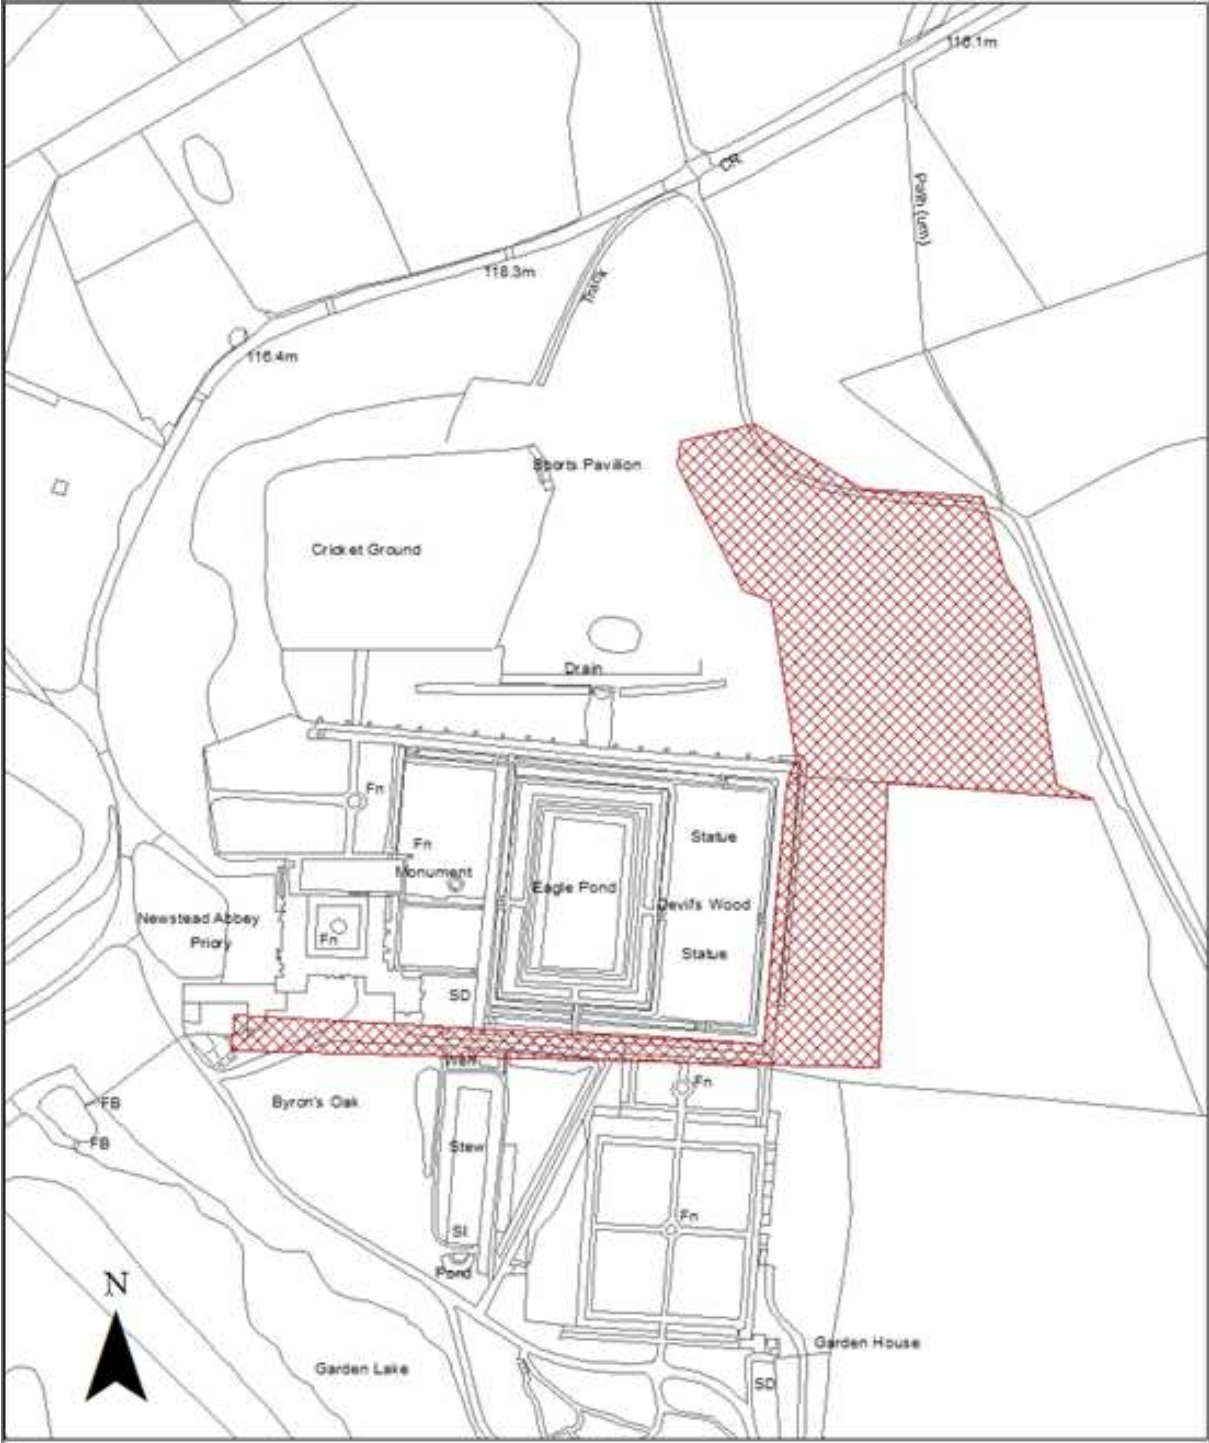 116.1m
CR
Path (um)
118.3m
Track
116.4m
Sports Pavilion
Cricket Ground
Drain
Fn
Statue
Fn
Monument
Eagle Pond
Devil's Wood
Newstead Abbey
Priory
Fn
Statue
SD
Weir
Fn
FB
Byron's Oak
FB
Stew
Fn
SI
Pond
N
Garden House
Garden Lake
SD